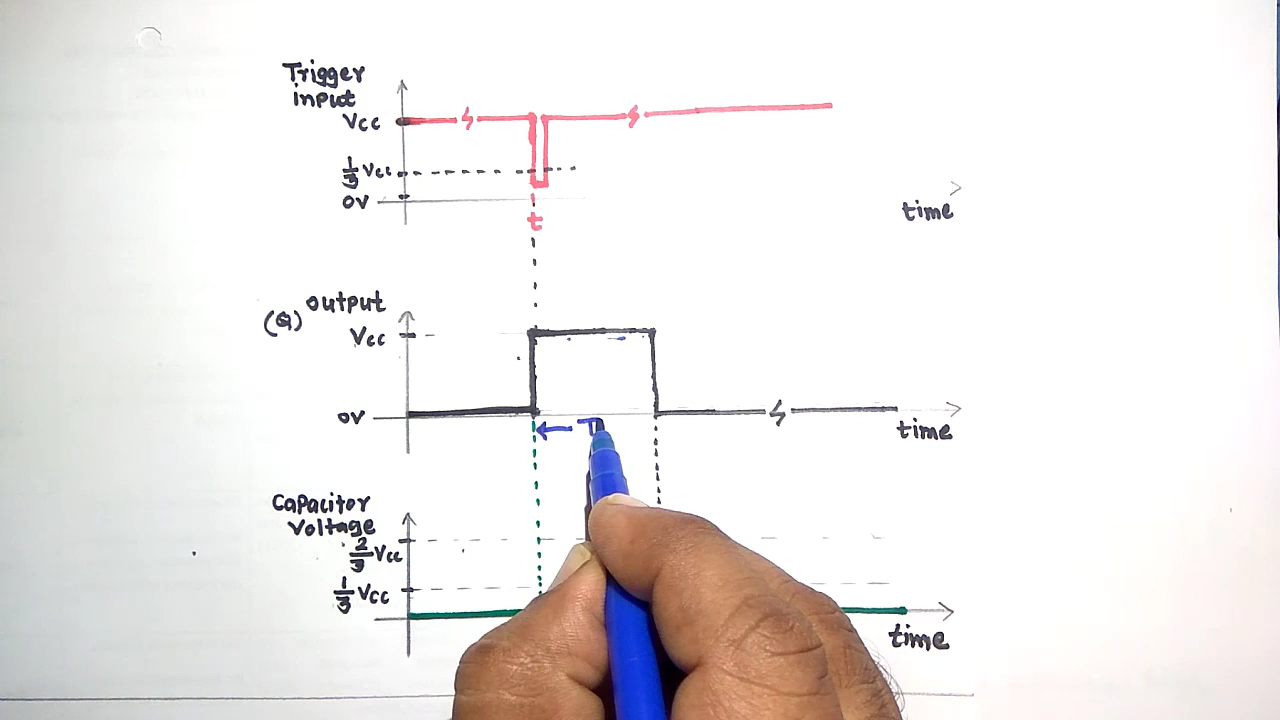 Trigger
input
Vcc
1/3 Vcc
0V
t
time
output
(Q)
Vcc
0V
T
time
Capacitor
Voltage
2/3 Vcc
1/3 Vcc
time